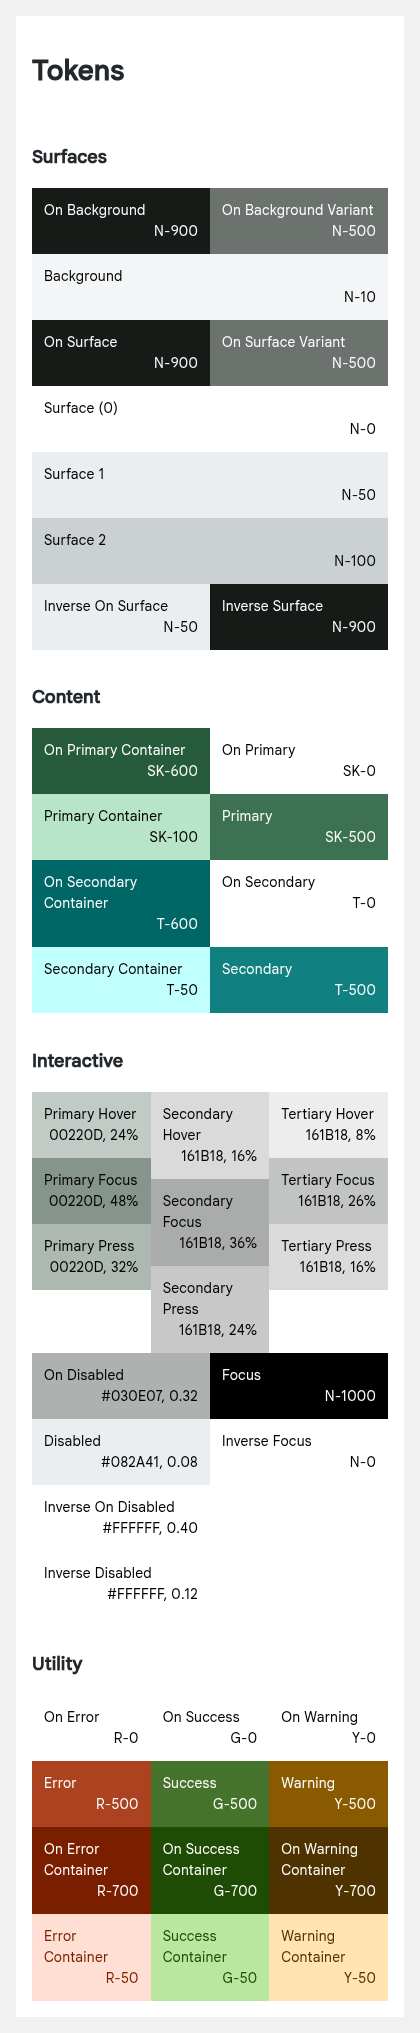 Tokens
Surfaces
On Background
N-900
On Background Variant
N-500
Background
N-10
On Surface
N-900
On Surface Variant
N-500
Surface (0)
N-0
Surface 1
N-50
Surface 2
N-100
Inverse On Surface
N-50
Inverse Surface
N-900
Content
On Primary Container
SK-600
On Primary
SK-0
Primary Container
SK-100
Primary
SK-500
On Secondary
Container
T-600
On Secondary
T-0
Secondary Container
T-50
Secondary
T-500
Interactive
Primary Hover
00220D, 24%
Primary Focus
00220D, 48%
Primary Press
00220D, 32%
Secondary
Hover
161B18, 16%
Secondary
Focus
161B18, 36%
Secondary
Press
161B18, 24%
Tertiary Hover
161B18, 8%
Tertiary Focus
161B18, 26%
Tertiary Press
161B18, 16%
On Disabled
#030E07, 0.32
Focus
N-1000
Disabled
#082A41, 0.08
Inverse Focus
N-0
Inverse On Disabled
#FFFFFF, 0.40
Inverse Disabled
#FFFFFF, 0.12
Utility
On Error
R-0
On Success
G-0
On Warning
Y-0
Error
R-500
Success
G-500
Warning
Y-500
On Error
Container
R-700
On Success
Container
G-700
On Warning
Container
Y-700
Error
Container
R-50
Success
Container
G-50
Warning
Container
Y-50